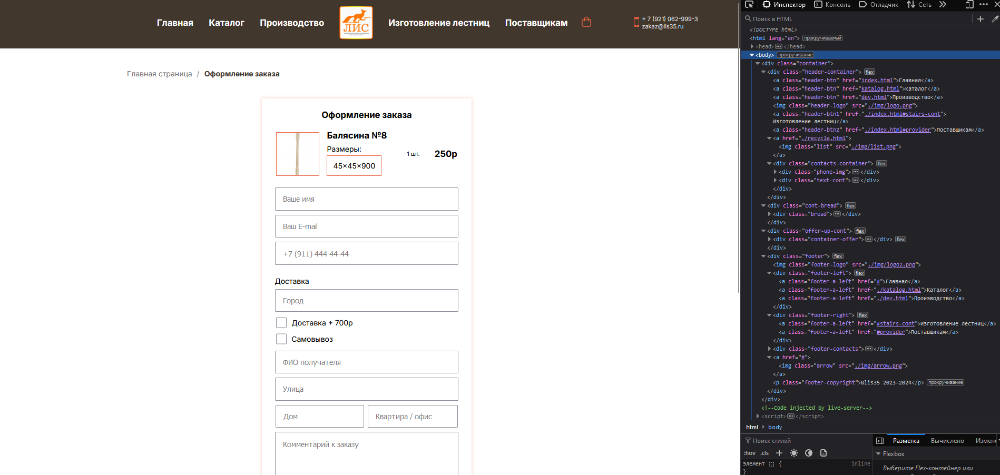 Главная
Каталог
Производство
ЛИС
Изготовление лестниц
Поставщикам
+ 7 (921) 062-999-3
zakaz@lis35.ru
Главная страница / Оформление заказа
Оформление заказа
Балясина №8
Размеры:
45×45×900
1 шт.
250р
Ваше имя
Ваш E-mail
+7 (911) 444 44-44
Доставка
Город
Доставка + 700р
Самовывоз
ФИО получателя
Улица
Дом
Квартира / офис
Комментарий к заказу
Инспектор
Консоль
Отладчик
Сеть
Поиск в HTML
<!DOCTYPE html>
<html lang="en"> прокручиваемый
<head> ••• </head>
<body> прокручивание
<div class="container">
<div class="header-container"> flex
<a class="header-btn" href="index.html">Главная</a>
<a class="header-btn" href="katalog.html">Каталог</a>
<a class="header-btn" href="dev.html">Производство</a>
<img class="header-logo" src="./img/logo.png">
<a class="header-btn1" href="./index.html#stairs-cont">
Изготовление лестниц</a>
<a class="header-btn2" href="./index.html#provider">Поставщикам</a>
<a href="./recycle.html">
<img class="list" src="./img/list.png">
</a>
<div class="contacts-container"> flex
<div class="phone-img"> ••• </div>
<div class="text-cont"> ••• </div>
</div>
</div>
<div class="cont-bread"> flex
<div class="bread"> ••• </div>
</div>
<div class="offer-up-cont"> flex
<div class="container-offer"> ••• </div> flex
</div>
<div class="footer"> flex
<img class="footer-logo" src="./img/logo2.png">
<div class="footer-left"> flex
<a class="footer-a-left" href="#">Главная</a>
<a class="footer-a-left" href="./katalog.html">Каталог</a>
<a class="footer-a-left" href="./dev.html">Производство</a>
</div>
<div class="footer-right"> flex
<a class="footer-a-left" href="#stairs-cont">Изготовление лестниц</a>
<a class="footer-a-left" href="#provider">Поставщикам</a>
</div>
<div class="footer-contacts"> ••• </div>
<a href="#">
<img class="arrow" src="./img/arrow.png">
</a>
<p class="footer-copyright">©lis35 2023-2024</p> прокручивание
</div>
</div>
<!--Code injected by live-server-->
<script> ••• </script>
html > body
Поиск стилей
:hov .cls
элемент { inline
}
Разметка
Вычислено
Измене
Flexbox
Выберите Flex-контейнер или